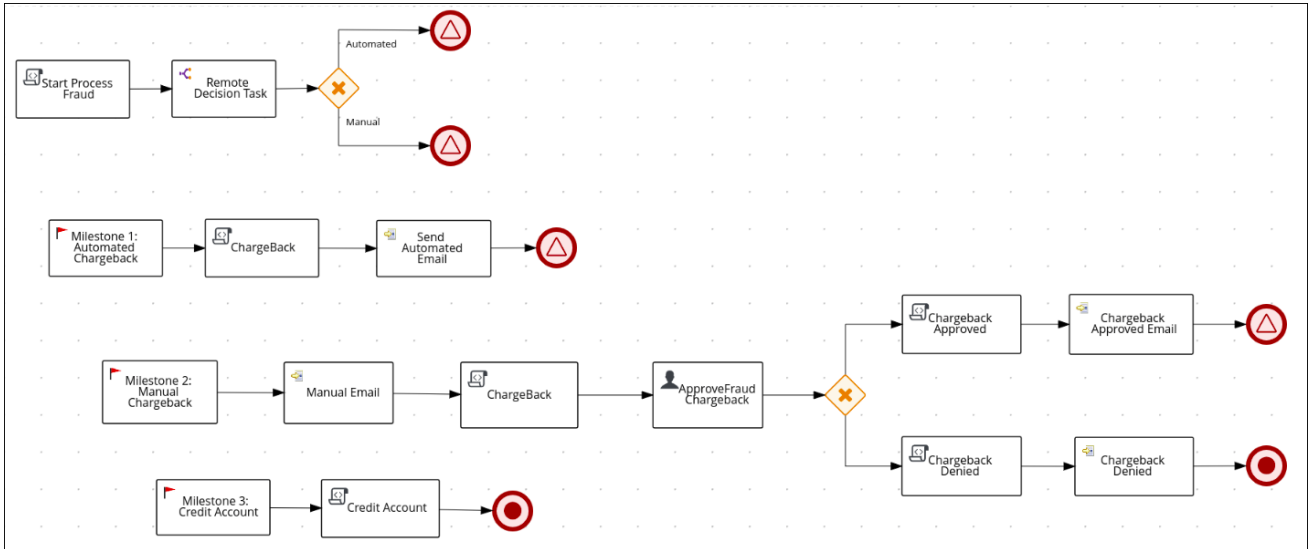 Automated
Start Process
Fraud
Remote
Decision Task
Manual
Milestone 1:
Automated
Chargeback
ChargeBack
Send
Automated
Email
Chargeback
Approved
Chargeback
Approved Email
Milestone 2:
Manual
Chargeback
Manual Email
ChargeBack
ApproveFraud
Chargeback
Chargeback
Denied
Chargeback
Denied
Milestone 3:
Credit Account
Credit Account